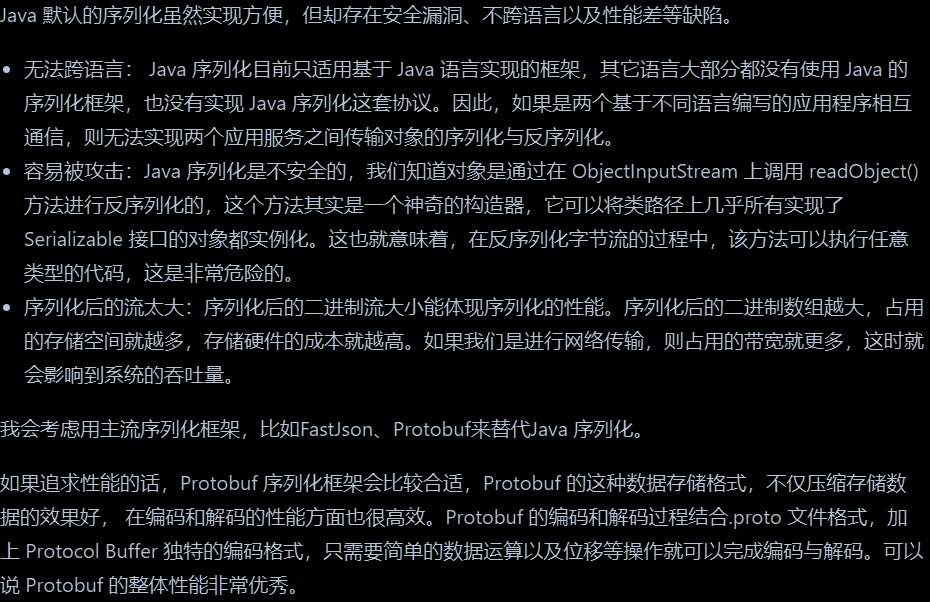 Java 默认的序列化虽然实现方便，但却存在安全漏洞、不跨语言以及性能差等缺陷。
• 无法跨语言： Java 序列化目前只适用基于 Java 语言实现的框架，其它语言大部分都没有使用 Java 的
序列化框架，也没有实现 Java 序列化这套协议。因此，如果是两个基于不同语言编写的应用程序相互
通信，则无法实现两个应用服务之间传输对象的序列化与反序列化。
• 容易被攻击：Java 序列化是不安全的，我们知道对象是通过在 ObjectInputStream 上调用 readObject()
方法进行反序列化的，这个方法其实是一个神奇的构造器，它可以将类路径上几乎所有实现了
Serializable 接口的对象都实例化。这也就意味着，在反序列化字节流的过程中，该方法可以执行任意
类型的代码，这是非常危险的。
• 序列化后的流太大：序列化后的二进制流大小能体现序列化的性能。序列化后的二进制数组越大，占用
的存储空间就越多，存储硬件的成本就越高。如果我们是进行网络传输，则占用的带宽就更多，这时就
会影响到系统的吞吐量。
我会考虑用主流序列化框架，比如FastJson、Protobuf来替代Java 序列化。
如果追求性能的话，Protobuf 序列化框架会比较合适，Protobuf 的这种数据存储格式，不仅压缩存储数
据的效果好， 在编码和解码的性能方面也很高效。Protobuf 的编码和解码过程结合.proto 文件格式，加
上 Protocol Buffer 独特的编码格式，只需要简单的数据运算以及位移等操作就可以完成编码与解码。可以
说 Protobuf 的整体性能非常优秀。